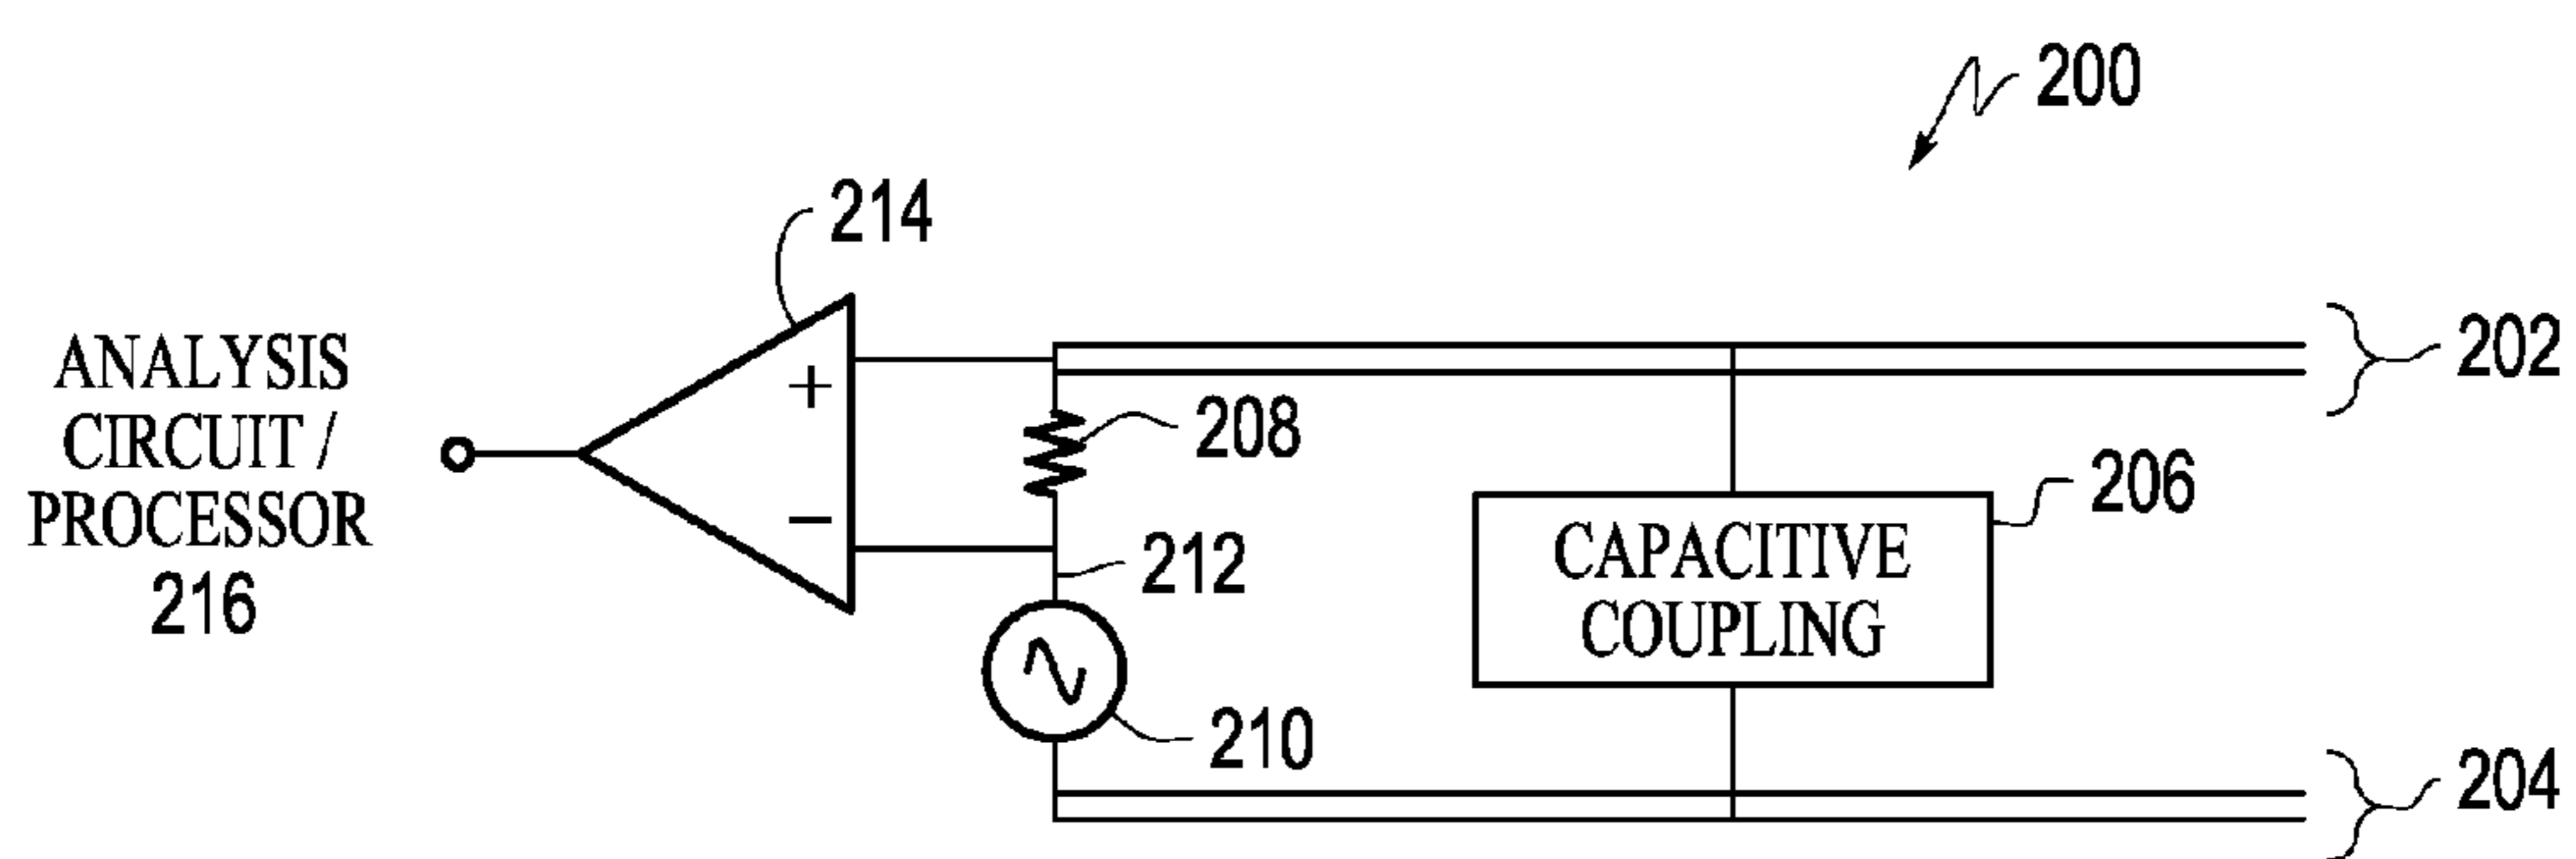 200
214
ANALYSIS
CIRCUIT /
PROCESSOR
216
+
−
208
212
210
CAPACITIVE
COUPLING
206
202
204